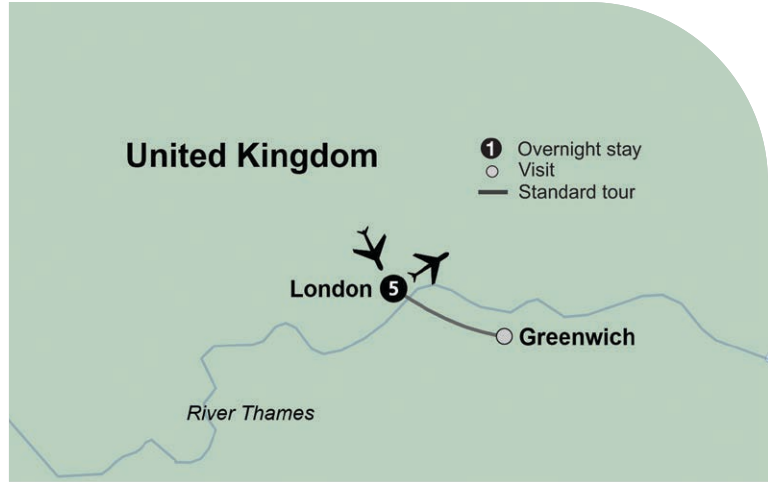 United Kingdom
1 Overnight stay
Visit
Standard tour
London 5
Greenwich
River Thames